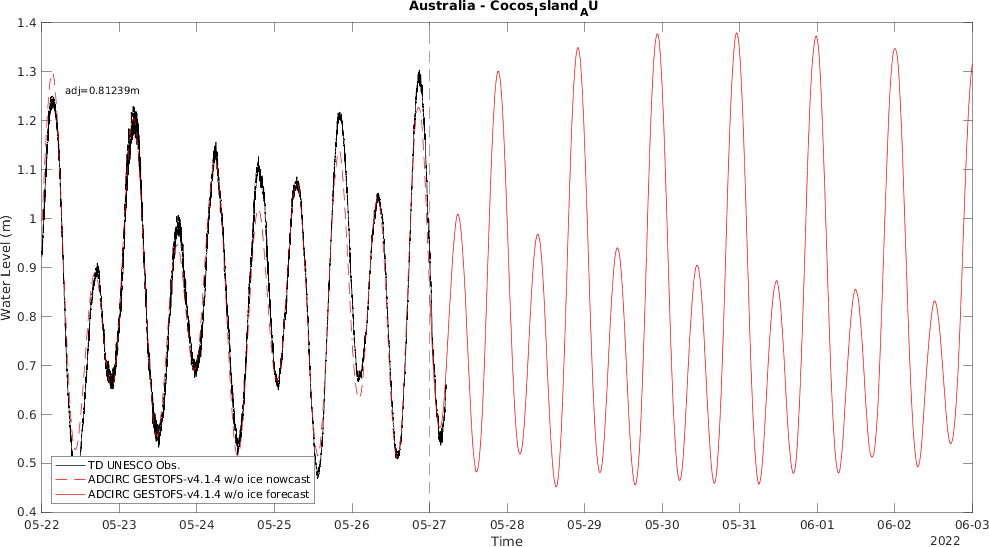 Australia - Cocos_Island_AU
1.4
1.3
adj=0.81239m
1.2
1.1
1
0.9
0.8
0.7
0.6
0.5
0.4
Water Level (m)
TD UNESCO Obs.
ADCIRC GESTOFS-v4.1.4 w/o ice nowcast
ADCIRC GESTOFS-v4.1.4 w/o ice forecast
05-22 05-23 05-24 05-25 05-26 05-27 05-28 05-29 05-30 05-31 06-01 06-02 06-03
Time
2022